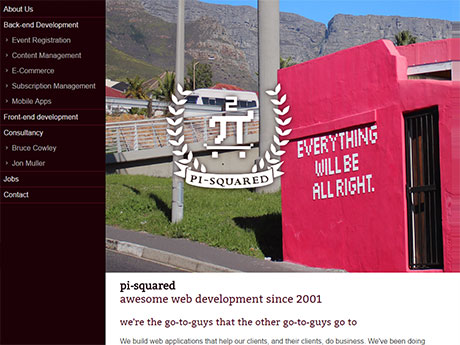 About Us
Back-end Development
Event Registration
Content Management
E-Commerce
Subscription Management
Mobile Apps
Front-end development
Consultancy
Bruce Cowley
Jon Muller
Jobs
Contact
2
π
PI-SQUARED
EVERYTHING
WILL BE
ALL RIGHT.
pi-squared
awesome web development since 2001
we're the go-to-guys that the other go-to-guys go to
We build web applications that help our clients, and their clients, do business. We've been doing